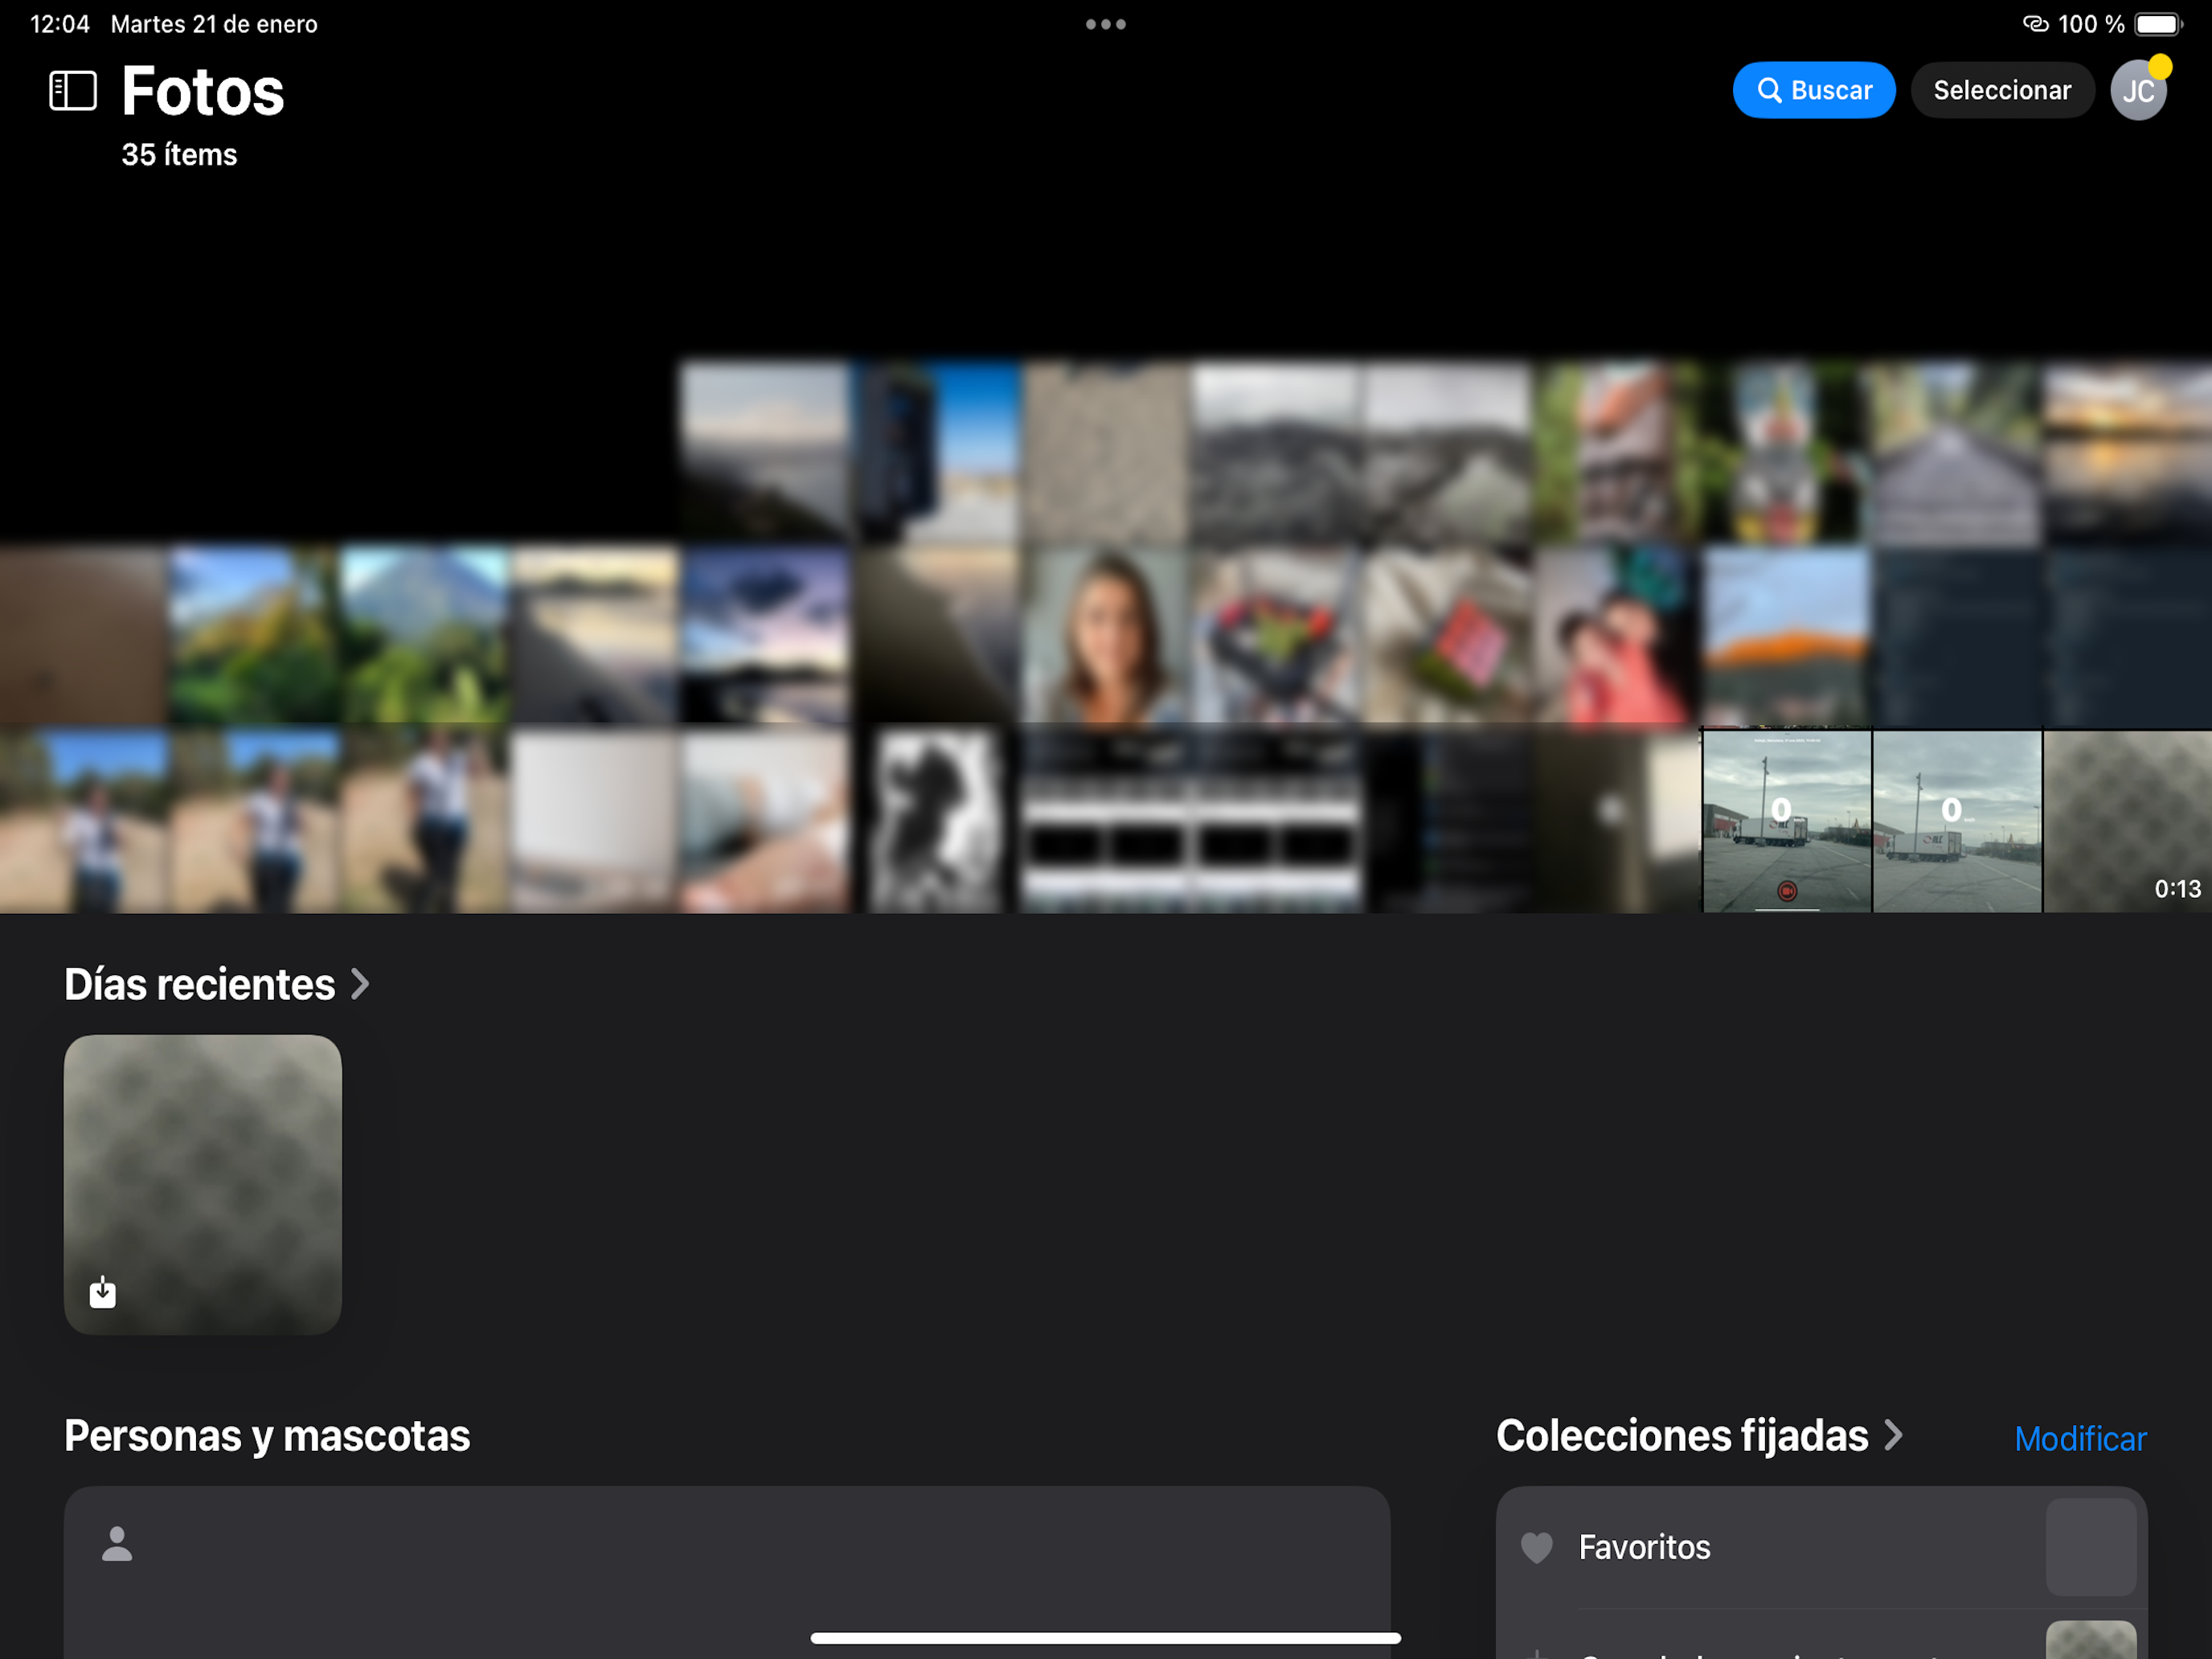 12:04 Martes 21 de enero
100 %
Fotos
Buscar
Seleccionar
JC
35 ítems
0
0
0:13
Días recientes
Personas y mascotas
Colecciones fijadas
Modificar
Favoritos